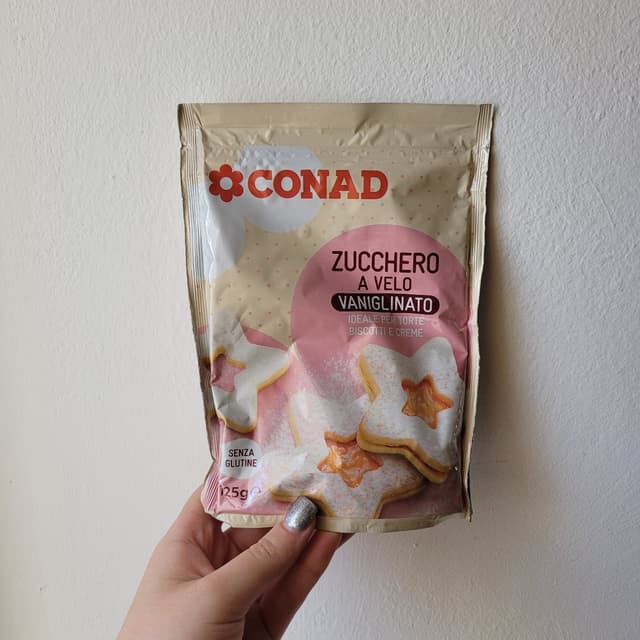 CONAD
ZUCCHERO
A VELO
VANIGLINATO
IDEALE PER TORTE
BISCOTTI E CREME
SENZA
GLUTINE
125g e